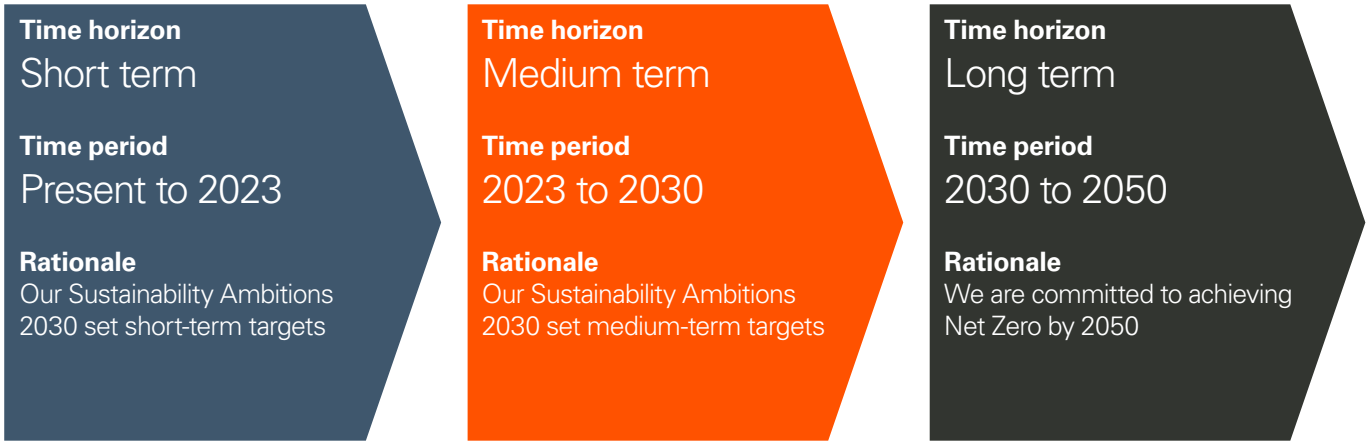 Time horizon
Short term
Time period
Present to 2023
Rationale
Our Sustainability Ambitions
2030 set short-term targets
Time horizon
Medium term
Time period
2023 to 2030
Rationale
Our Sustainability Ambitions
2030 set medium-term targets
Time horizon
Long term
Time period
2030 to 2050
Rationale
We are committed to achieving
Net Zero by 2050